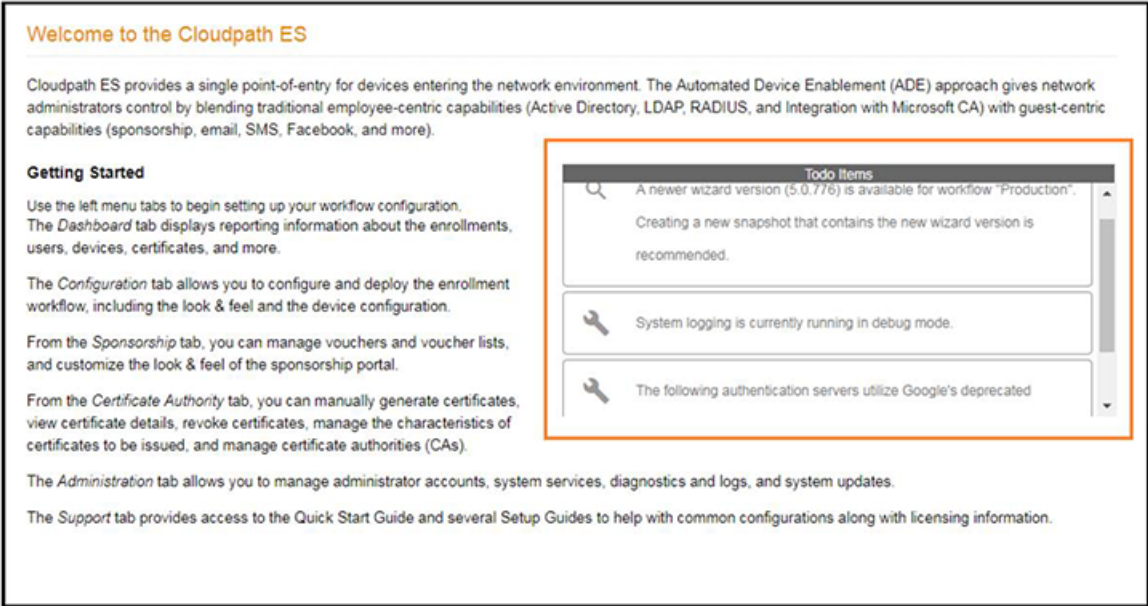 Welcome to the Cloudpath ES
Cloudpath ES provides a single point-of-entry for devices entering the network environment. The Automated Device Enablement (ADE) approach gives network
administrators control by blending traditional employee-centric capabilities (Active Directory, LDAP, RADIUS, and Integration with Microsoft CA) with guest-centric
capabilities (sponsorship, email, SMS, Facebook, and more).
Getting Started
Use the left menu tabs to begin setting up your workflow configuration.
The Dashboard tab displays reporting information about the enrollments,
users, devices, certificates, and more.
The Configuration tab allows you to configure and deploy the enrollment
workflow, including the look & feel and the device configuration.
From the Sponsorship tab, you can manage vouchers and voucher lists,
and customize the look & feel of the sponsorship portal.
From the Certificate Authority tab, you can manually generate certificates,
view certificate details, revoke certificates, manage the characteristics of
certificates to be issued, and manage certificate authorities (CAs).
Todo Items
A newer wizard version (5.0.776) is available for workflow "Production".
Creating a new snapshot that contains the new wizard version is
recommended.
System logging is currently running in debug mode.
The following authentication servers utilize Google's deprecated
The Administration tab allows you to manage administrator accounts, system services, diagnostics and logs, and system updates.
The Support tab provides access to the Quick Start Guide and several Setup Guides to help with common configurations along with licensing information.